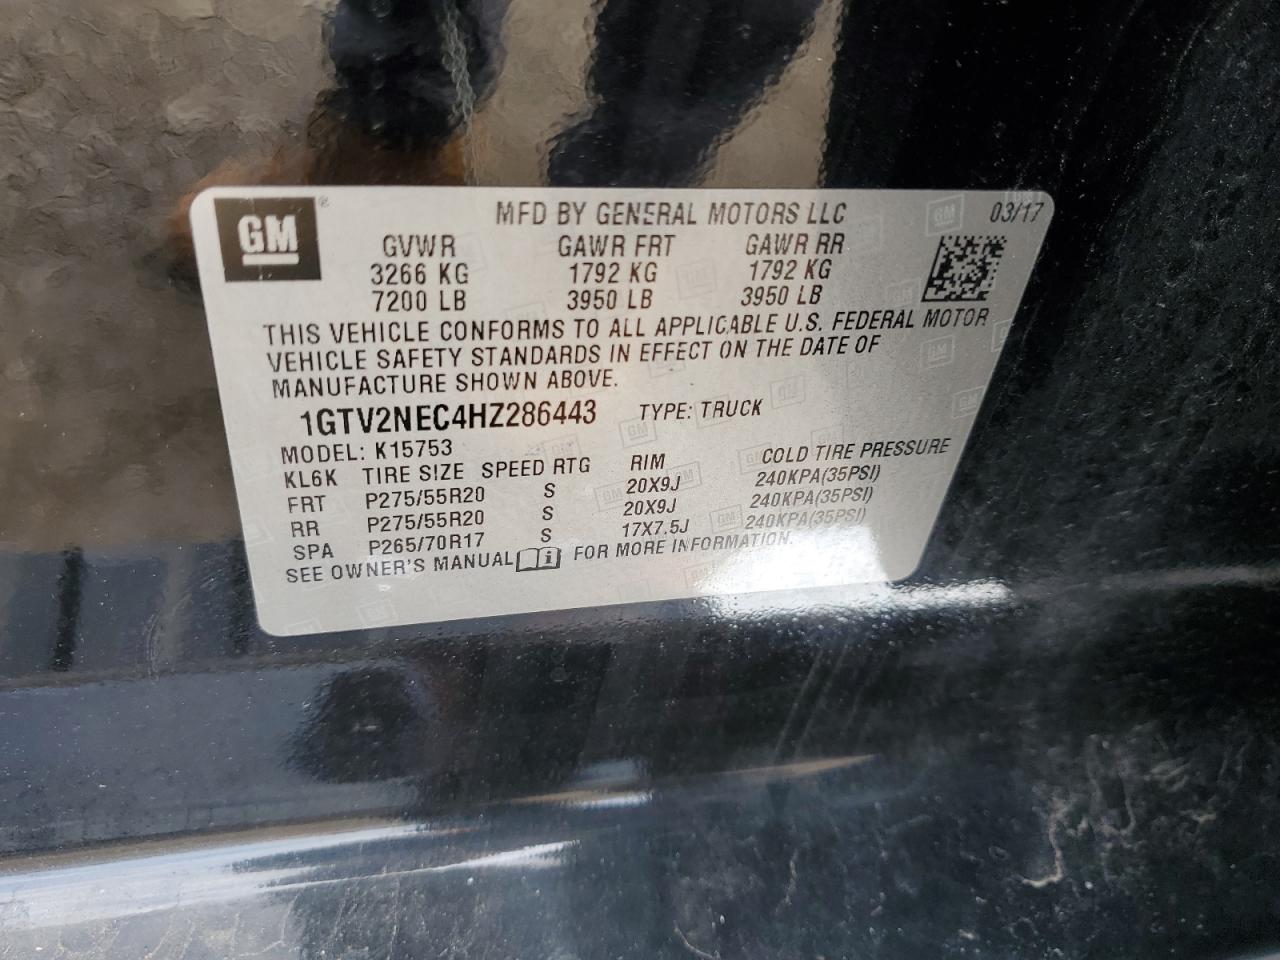 GM®
MFD BY GENERAL MOTORS LLC 03/17
GVWR GAWR FRT GAWR RR
3266 KG 1792 KG 1792 KG
7200 LB 3950 LB 3950 LB
THIS VEHICLE CONFORMS TO ALL APPLICABLE U.S. FEDERAL MOTOR
VEHICLE SAFETY STANDARDS IN EFFECT ON THE DATE OF
MANUFACTURE SHOWN ABOVE.
1GTV2NEC4HZ286443 TYPE: TRUCK
MODEL: K15753
KL6K TIRE SIZE SPEED RTG RIM COLD TIRE PRESSURE
FRT P275/55R20 S 20X9J 240KPA(35PSI)
RR P275/55R20 S 20X9J 240KPA(35PSI)
SPA P265/70R17 S 17X7.5J 240KPA(35PSI)
SEE OWNER'S MANUAL FOR MORE INFORMATION.